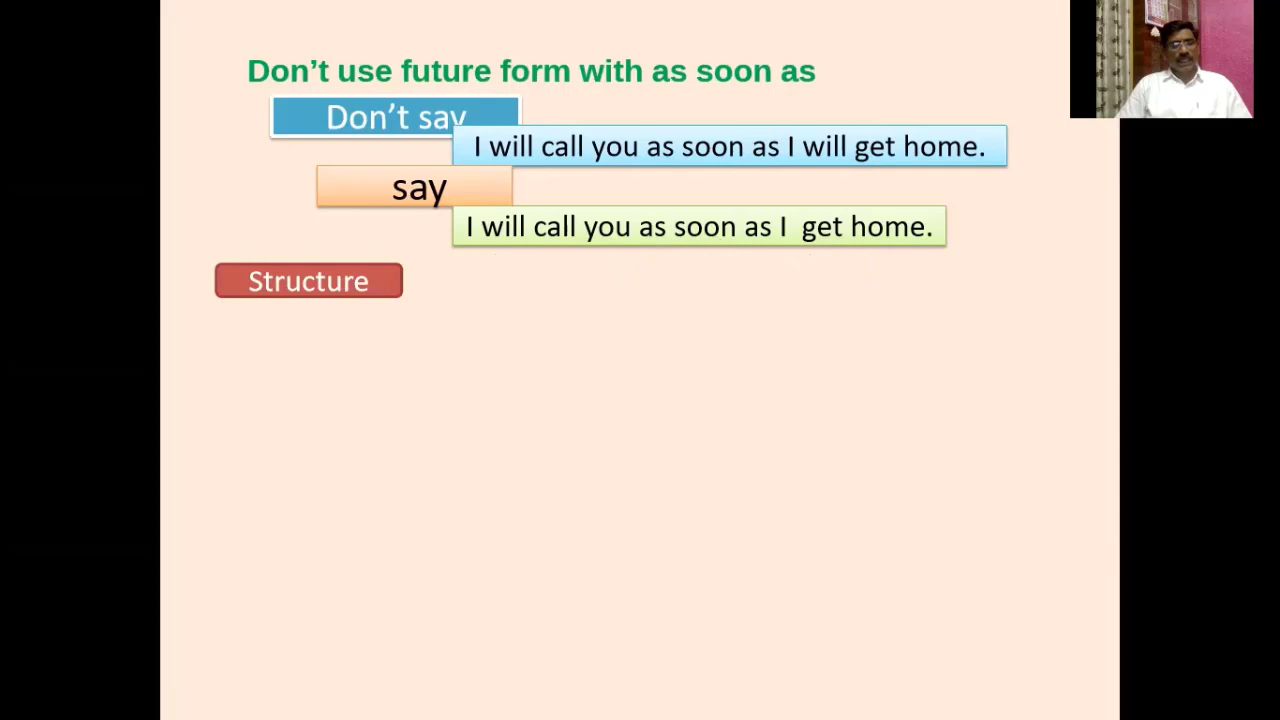 Don’t use future form with as soon as
Don’t say
I will call you as soon as I will get home.
say
I will call you as soon as I get home.
Structure